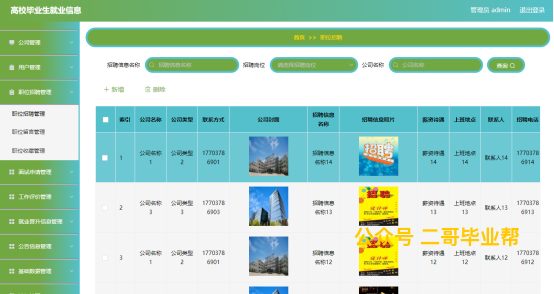 高校毕业生就业信息
管理员 admin 退出登录
首页 >> 职位招聘
公司管理
用户管理
职位招聘管理
职位招聘管理
职位留言管理
职位收藏管理
面试申请管理
工作评价管理
就业晋升信息管理
公告信息管理
基础数据管理
招聘信息名称 招聘信息名称 招聘岗位 请选择招聘岗位 公司名称 公司名称 查询
+ 新增 删除
索引 公司名称 公司类型 联系方式 公司封面 招聘信息名称 招聘信息照片 薪资待遇 上班地点 联系人 招聘电话
1 公司名称1 公司类型2 17703786901 招聘信息名称14 招聘 薪资待遇14 上班地点14 联系人14 17703786914
2 公司名称3 公司类型2 17703786903 招聘信息名称13 薪资待遇13 上班地点13 联系人13 17703786913
3 公司名称1 公司类型2 17703786901 招聘信息名称12 薪资待遇12 上班地点12 联系人12 17703786912
公众号 二哥毕业帮